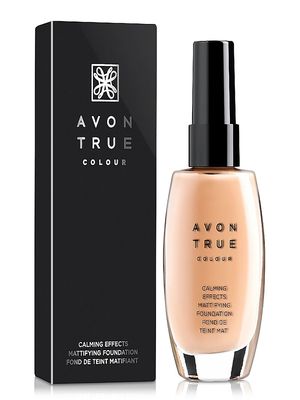 AVON
TRUE
COLOUR
CALMING EFFECTS
MATTIFYING FOUNDATION
FOND DE TEINT MATIFIANT
AVON
TRUE
COLOUR
CALMING
EFFECTS
MATTIFYING
FOUNDATION
FOND DE
TEINT MAT